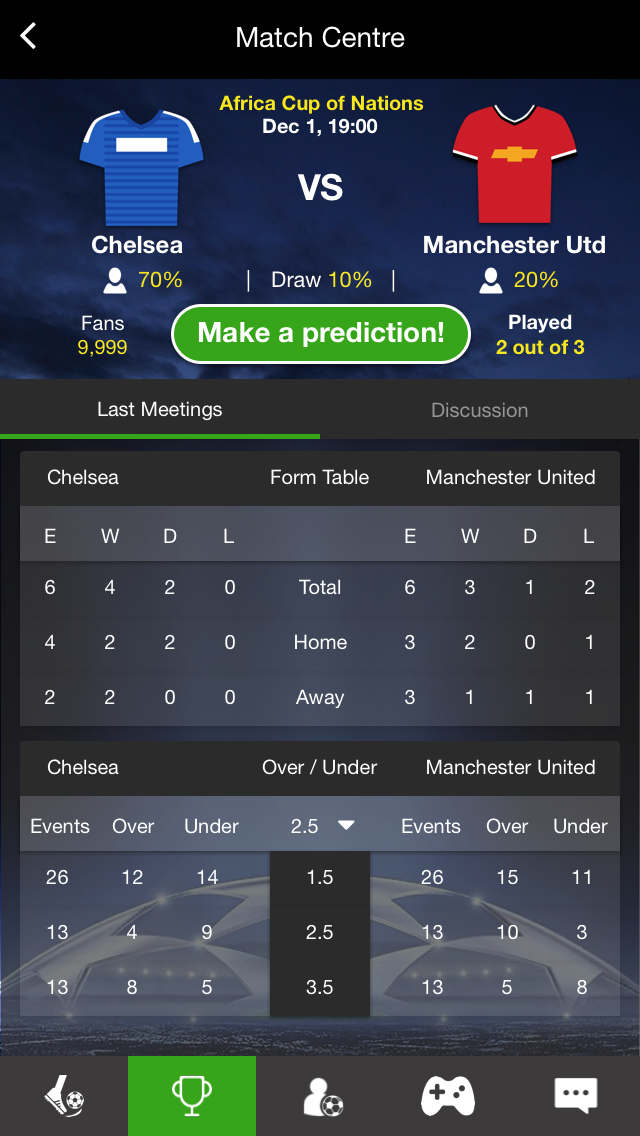 Match Centre
Africa Cup of Nations
Dec 1, 19:00
VS
Chelsea
Manchester Utd
70% | Draw 10% | 20%
Fans
9,999
Make a prediction!
Played
2 out of 3
Last Meetings Discussion
Chelsea Form Table Manchester United
E W D L E W D L
6 4 2 0 Total 6 3 1 2
4 2 2 0 Home 3 2 0 1
2 2 0 0 Away 3 1 1 1
Chelsea Over / Under Manchester United
Events Over Under 2.5 Events Over Under
26 12 14 1.5 26 15 11
13 4 9 2.5 13 10 3
13 8 5 3.5 13 5 8